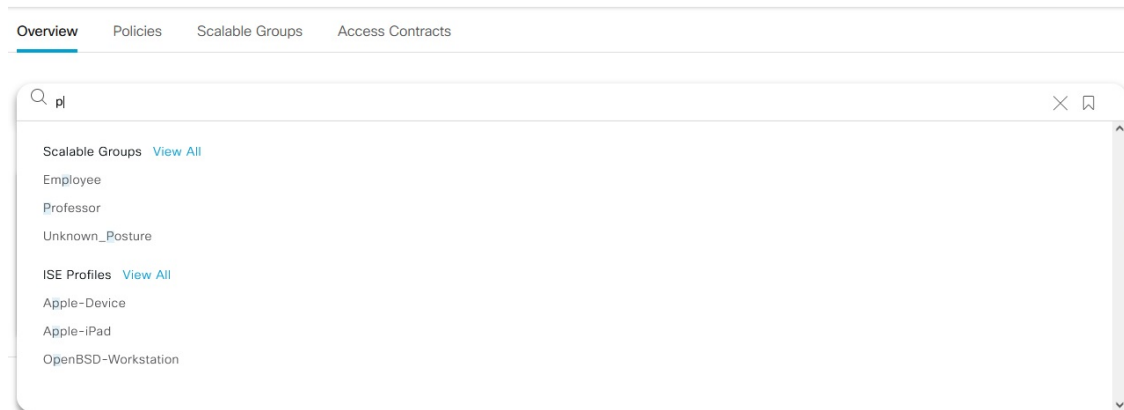 Overview Policies Scalable Groups Access Contracts
p
Scalable Groups View All
Employee
Professor
Unknown_Posture
ISE Profiles View All
Apple-Device
Apple-iPad
OpenBSD-Workstation